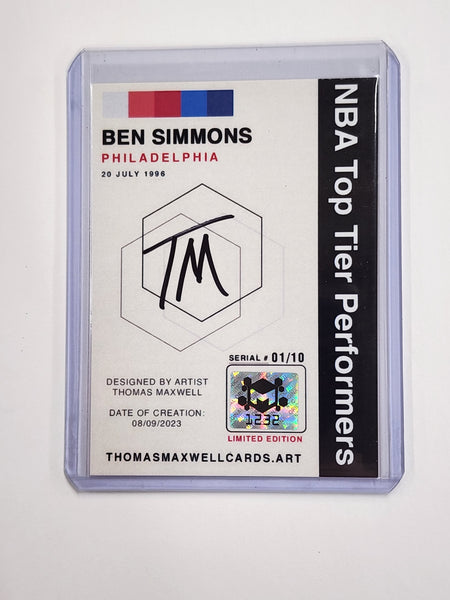 BEN SIMMONS
PHILADELPHIA
20 JULY 1996
NBA Top Tier Performers
TM
SERIAL # 01/10
DESIGNED BY ARTIST
THOMAS MAXWELL
DATE OF CREATION:
08/09/2023
1232
LIMITED EDITION
THOMASMAXWELLCARDS.ART